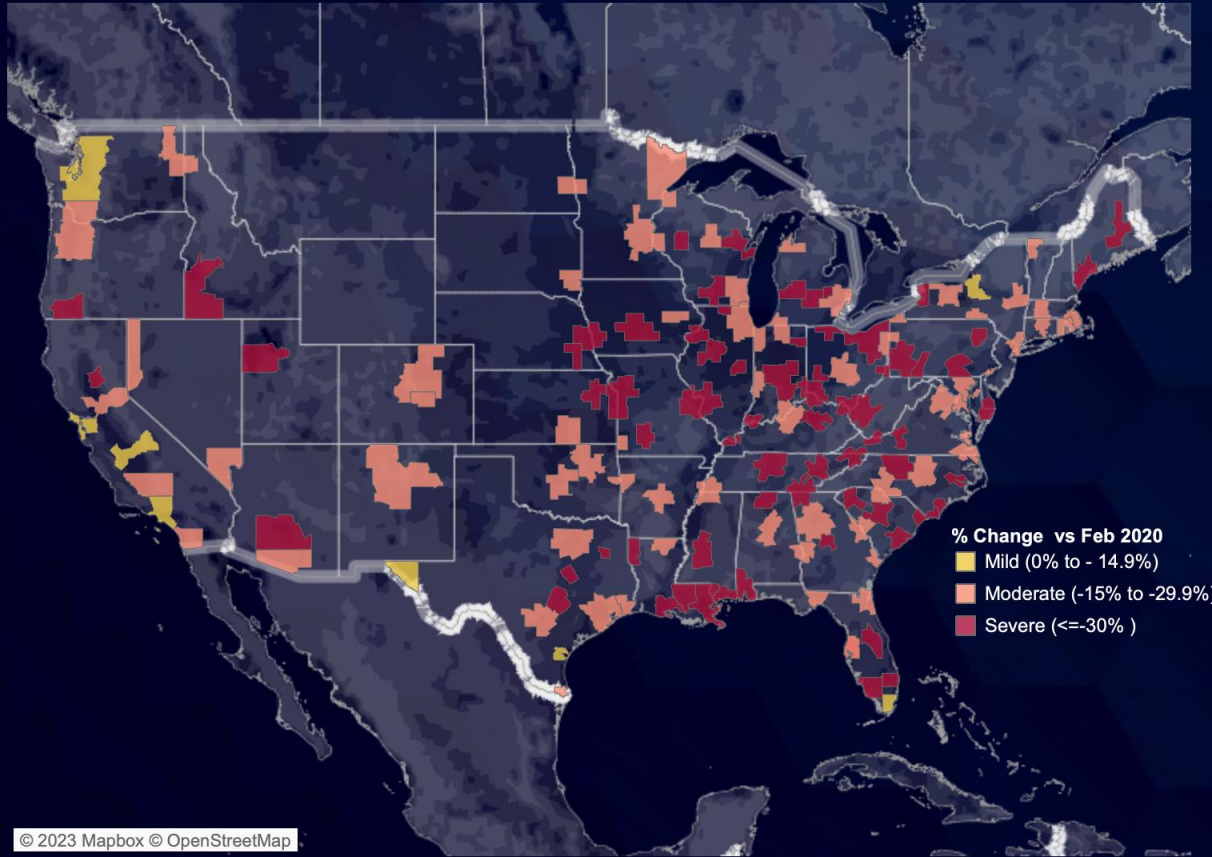 % Change  vs Feb 2020
Mild (0% to - 14.9%)
Moderate (-15% to -29.9%)
Severe (<=-30% )
© 2023 Mapbox © OpenStreetMap